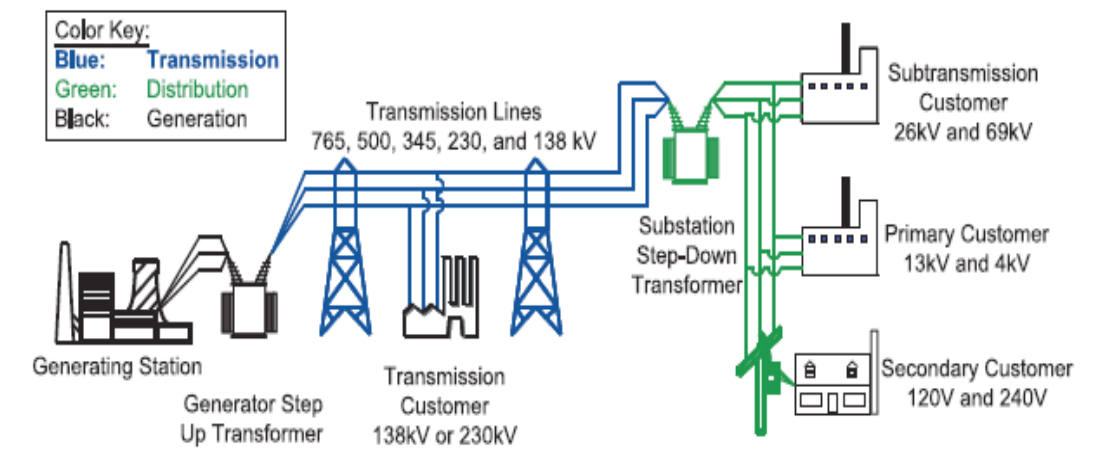 Color Key:
Blue: Transmission
Green: Distribution
Black: Generation
Transmission Lines
765, 500, 345, 230, and 138 kV
Generating Station
Generator Step
Up Transformer
Transmission
Customer
138kV or 230kV
Substation
Step-Down
Transformer
Subtransmission
Customer
26kV and 69kV
Primary Customer
13kV and 4kV
Secondary Customer
120V and 240V